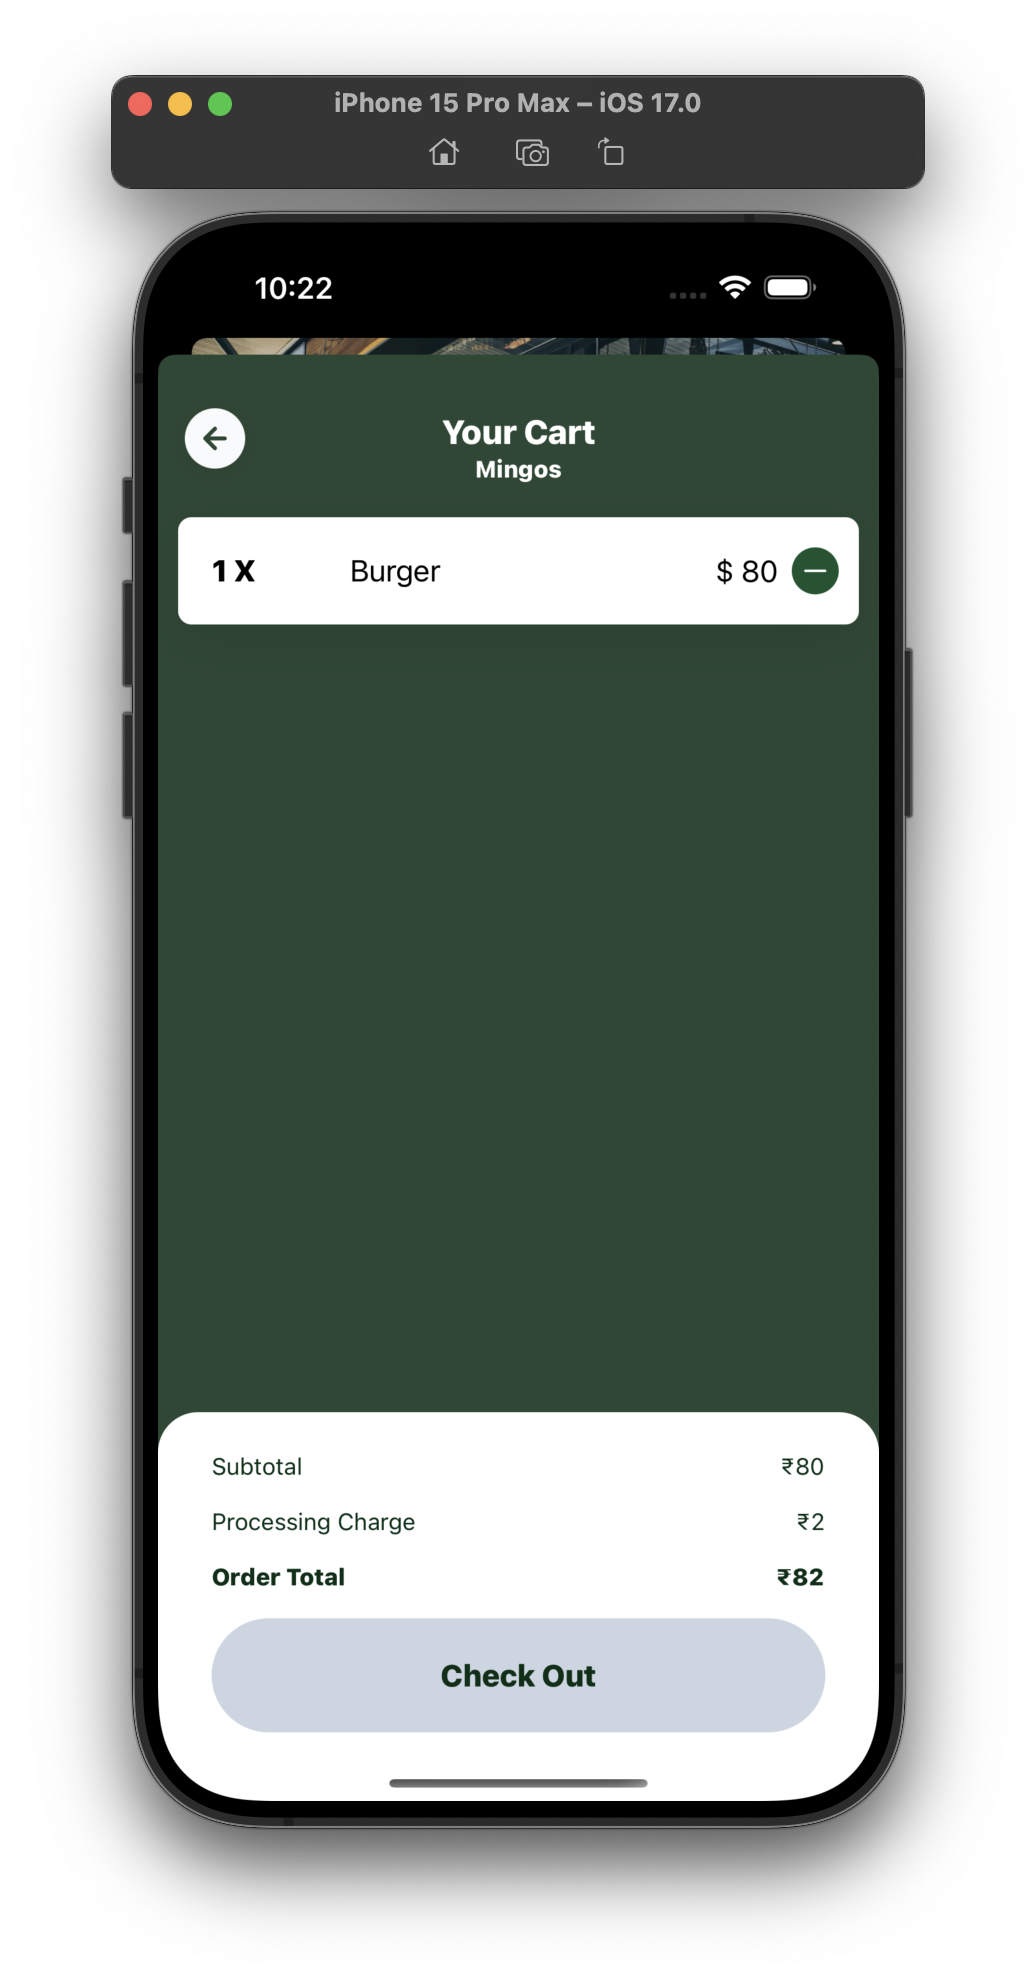 iPhone 15 Pro Max – iOS 17.0
10:22
Your Cart
Mingos
1 X Burger $ 80
Subtotal ₹80
Processing Charge ₹2
Order Total ₹82
Check Out